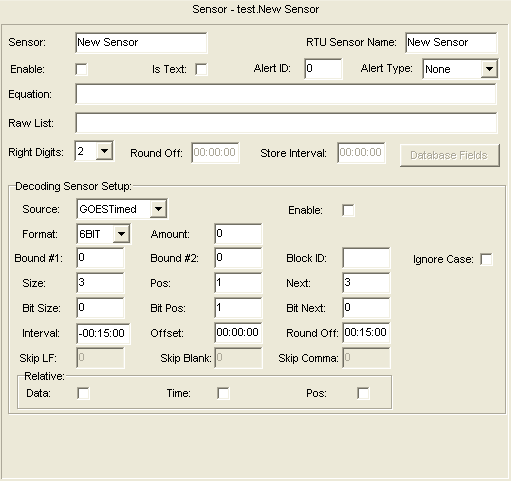 Sensor - test.New Sensor
Sensor: New Sensor RTU Sensor Name: New Sensor
Enable: Is Text: Alert ID: 0 Alert Type: None
Equation:
Raw List:
Right Digits: 2 Round Off: 00:00:00 Store Interval: 00:00:00 Database Fields
Decoding Sensor Setup:
Source: GOESTimed Enable:
Format: 6BIT Amount: 0
Bound #1: 0 Bound #2: 0 Block ID: Ignore Case:
Size: 3 Pos: 1 Next: 3
Bit Size: 0 Bit Pos: 1 Bit Next: 0
Interval: -00:15:00 Offset: 00:00:00 Round Off: 00:15:00
Skip LF: 0 Skip Blank: 0 Skip Comma: 0
Relative:
Data: Time: Pos: